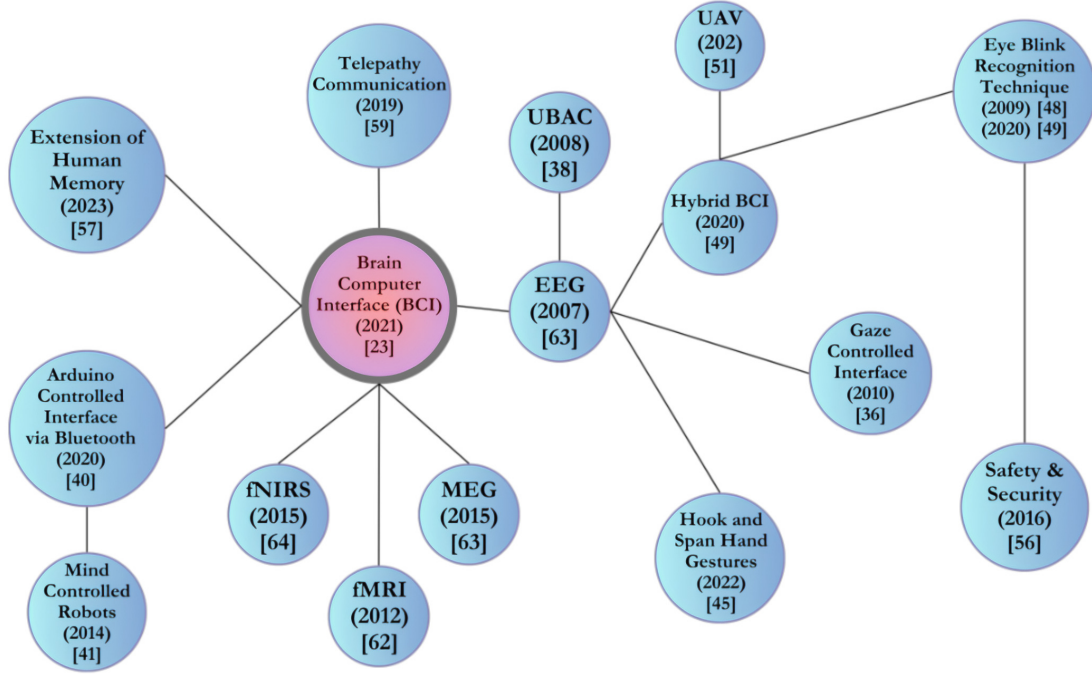 UAV
(202)
[51]
Eye Blink
Recognition
Technique
(2009) [48]
(2020) [49]
Telepathy
Communication
(2019)
[59]
UBAC
(2008)
[38]
Extension of
Human
Memory
(2023)
[57]
Hybrid BCI
(2020)
[49]
Brain
Computer
Interface (BCI)
(2021)
[23]
EEG
(2007)
[63]
Gaze
Controlled
Interface
(2010)
[36]
Arduino
Controlled
Interface
via Bluetooth
(2020)
[40]
fNIRS
(2015)
[64]
MEG
(2015)
[63]
Safety &
Security
(2016)
[56]
Hook and
Span Hand
Gestures
(2022)
[45]
Mind
Controlled
Robots
(2014)
[41]
fMRI
(2012)
[62]